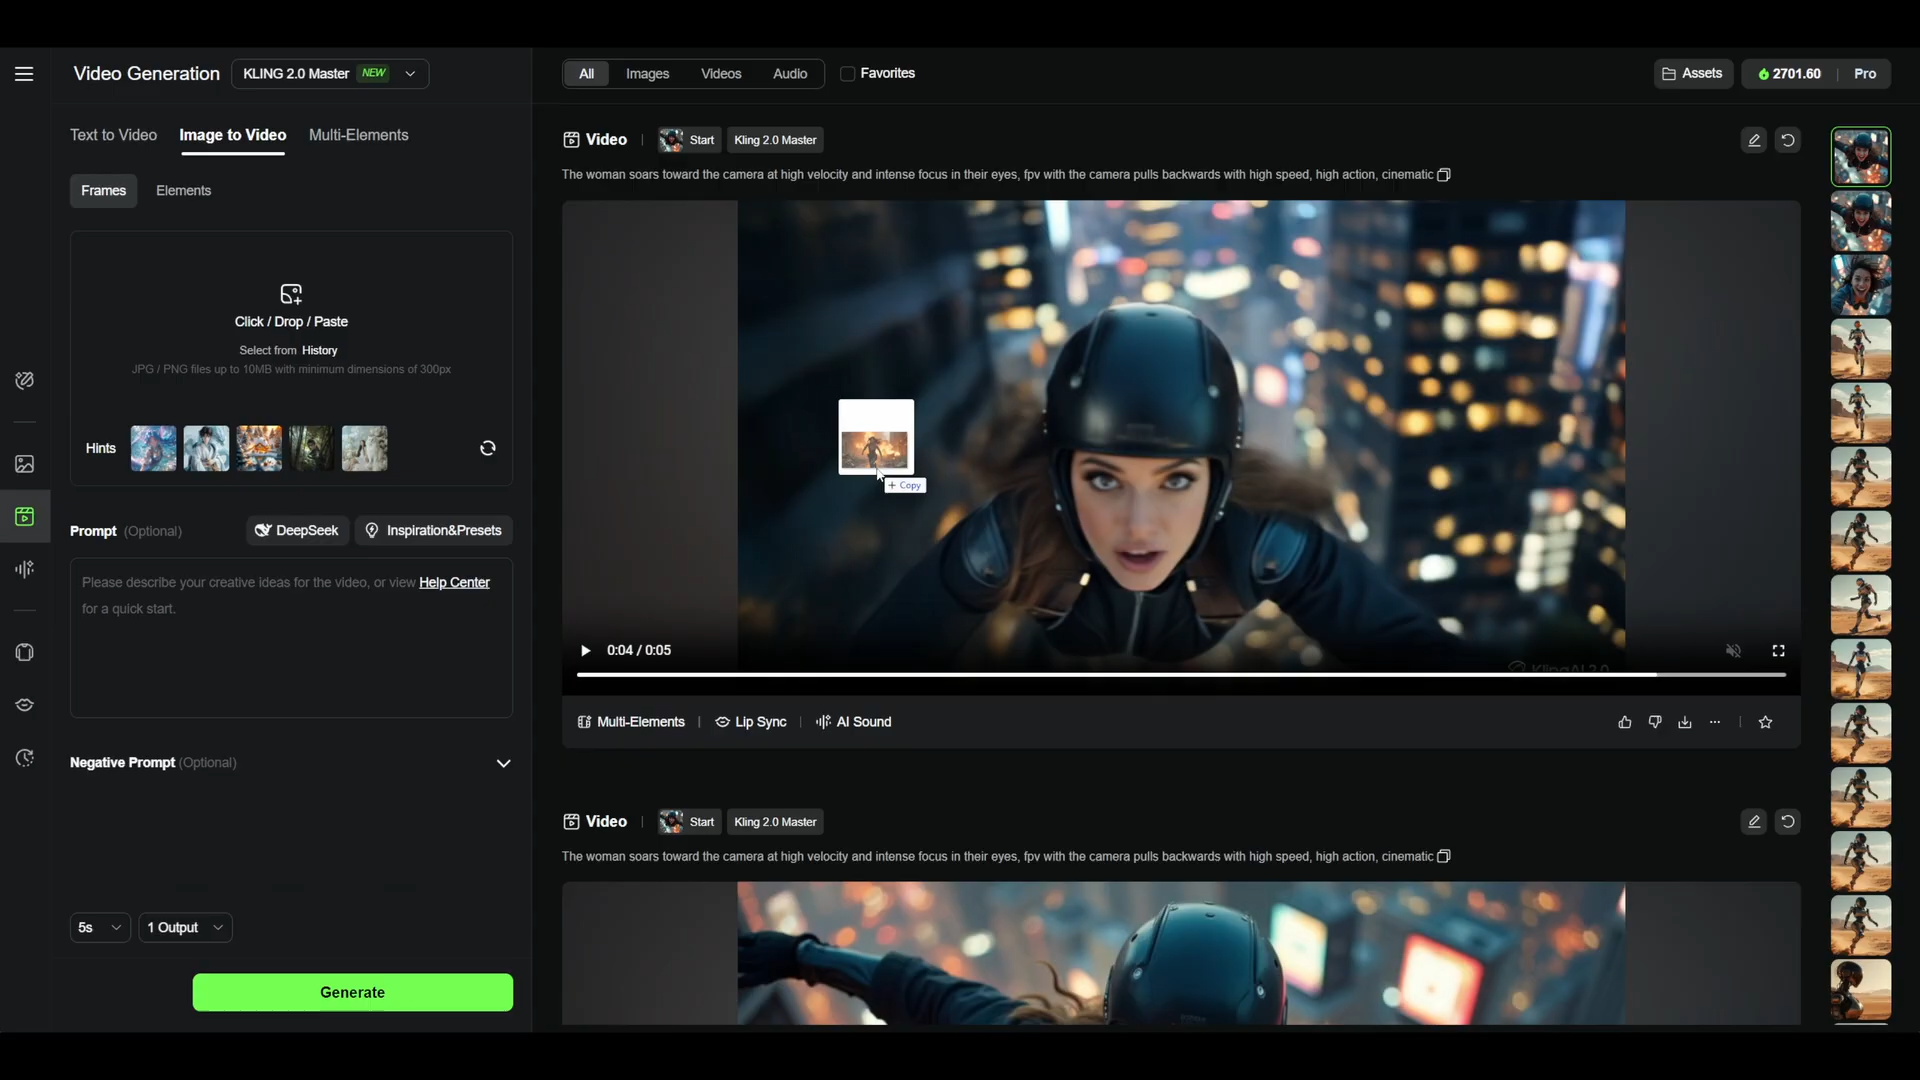 Video Generation
KLING 2.0 Master NEW
Text to Video
Image to Video
Multi-Elements
Frames
Elements
Click / Drop / Paste
Select from History
JPG / PNG files up to 10MB with minimum dimensions of 300px
Hints
Prompt (Optional)
DeepSeek
Inspiration&Presets
Please describe your creative ideas for the video, or view Help Center
for a quick start.
Negative Prompt (Optional)
5s
1 Output
Generate
All
Images
Videos
Audio
Favorites
Assets
2701.60
Pro
Video
Start
Kling 2.0 Master
The woman soars toward the camera at high velocity and intense focus in their eyes, fpv with the camera pulls backwards with high speed, high action, cinematic
+ Copy
0:04 / 0:05
KlingAI 2.0
Multi-Elements
Lip Sync
AI Sound
Video
Start
Kling 2.0 Master
The woman soars toward the camera at high velocity and intense focus in their eyes, fpv with the camera pulls backwards with high speed, high action, cinematic